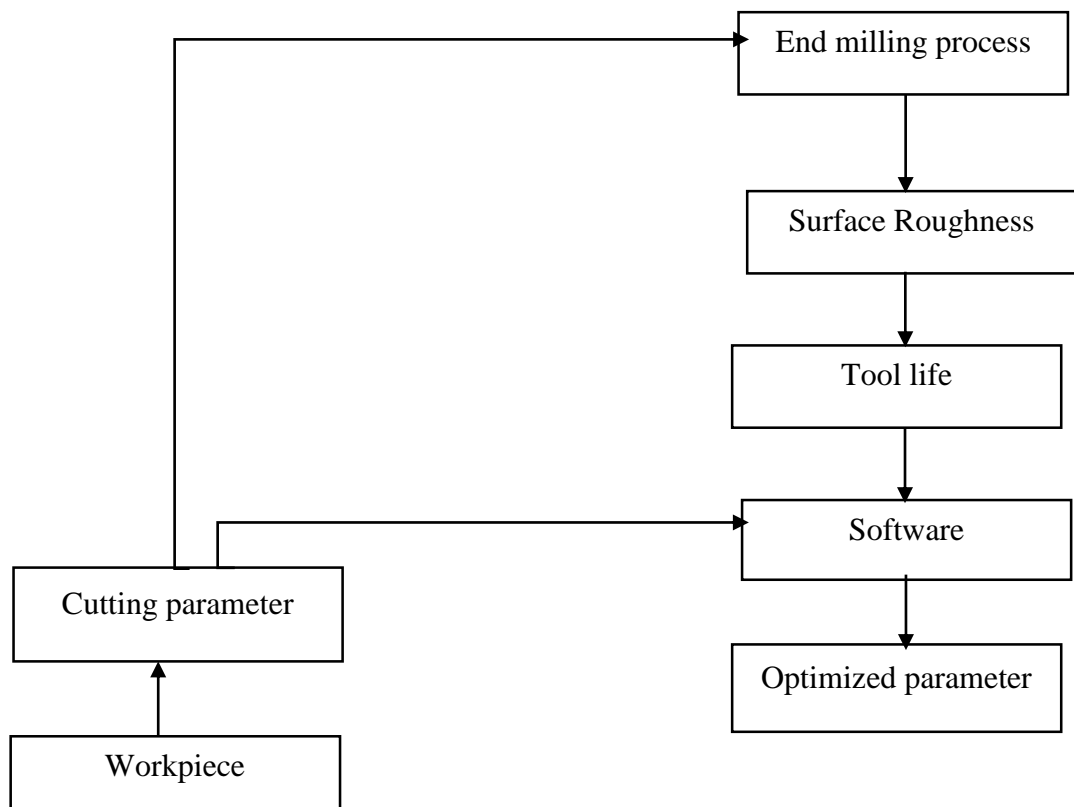 End milling process
Surface Roughness
Tool life
Software
Cutting parameter
Optimized parameter
Workpiece